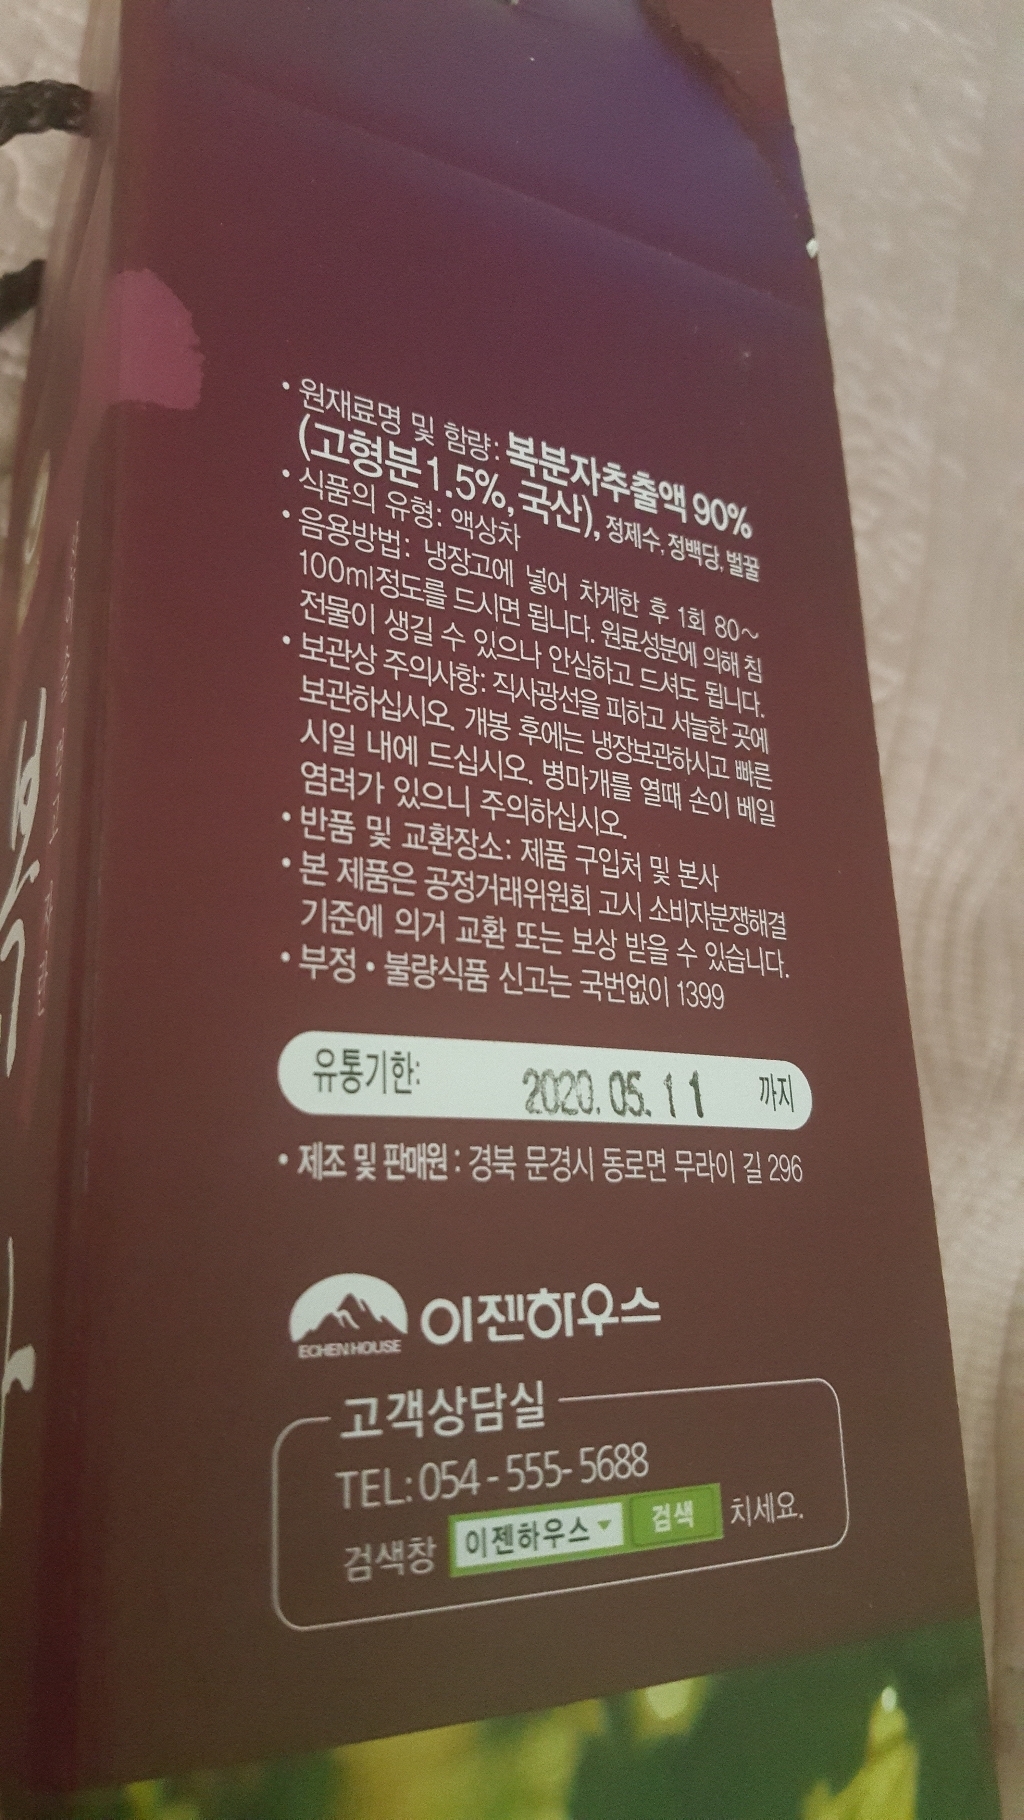 • 원재료명 및 함량: 복분자추출액 90%
(고형분 1.5%, 국산), 정제수, 정백당, 벌꿀
• 식품의 유형: 액상차
• 음용방법: 냉장고에 넣어 차게한 후 1회 80~
100ml정도를 드시면 됩니다. 원료성분에 의해 침
전물이 생길 수 있으나 안심하고 드셔도 됩니다.
• 보관상 주의사항: 직사광선을 피하고 서늘한 곳에
보관하십시오. 개봉 후에는 냉장보관하시고 빠른
시일 내에 드십시오. 병마개를 열때 손이 베일
염려가 있으니 주의하십시오.
• 반품 및 교환장소: 제품 구입처 및 본사
• 본 제품은 공정거래위원회 고시 소비자분쟁해결
기준에 의거 교환 또는 보상 받을 수 있습니다.
• 부정•불량식품 신고는 국번없이 1399
유통기한: 2020. 05. 11 까지
• 제조 및 판매원 : 경북 문경시 동로면 무라이 길 296
ECHEN HOUSE 이젠하우스
고객상담실
TEL: 054 - 555- 5688
검색창 이젠하우스 검색 치세요.